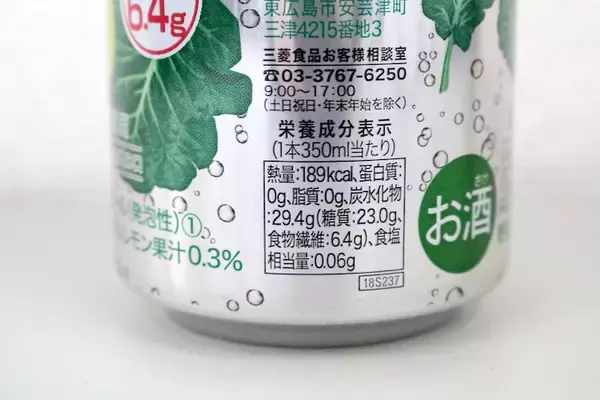 6.4g
東広島市安芸津町
三津4215番地3
三菱食品お客様相談室
☎03-3767-6250
9:00〜17:00
(土日祝日・年末年始を除く)
栄養成分表示
(1本350ml当たり)
熱量:189kcal、蛋白質:
0g、脂質:0g、炭水化物
:29.4g(糖質:23.0g、
食物繊維:6.4g)、食塩
相当量:0.06g
18S237
(発泡性)①
レモン果汁0.3%
お酒